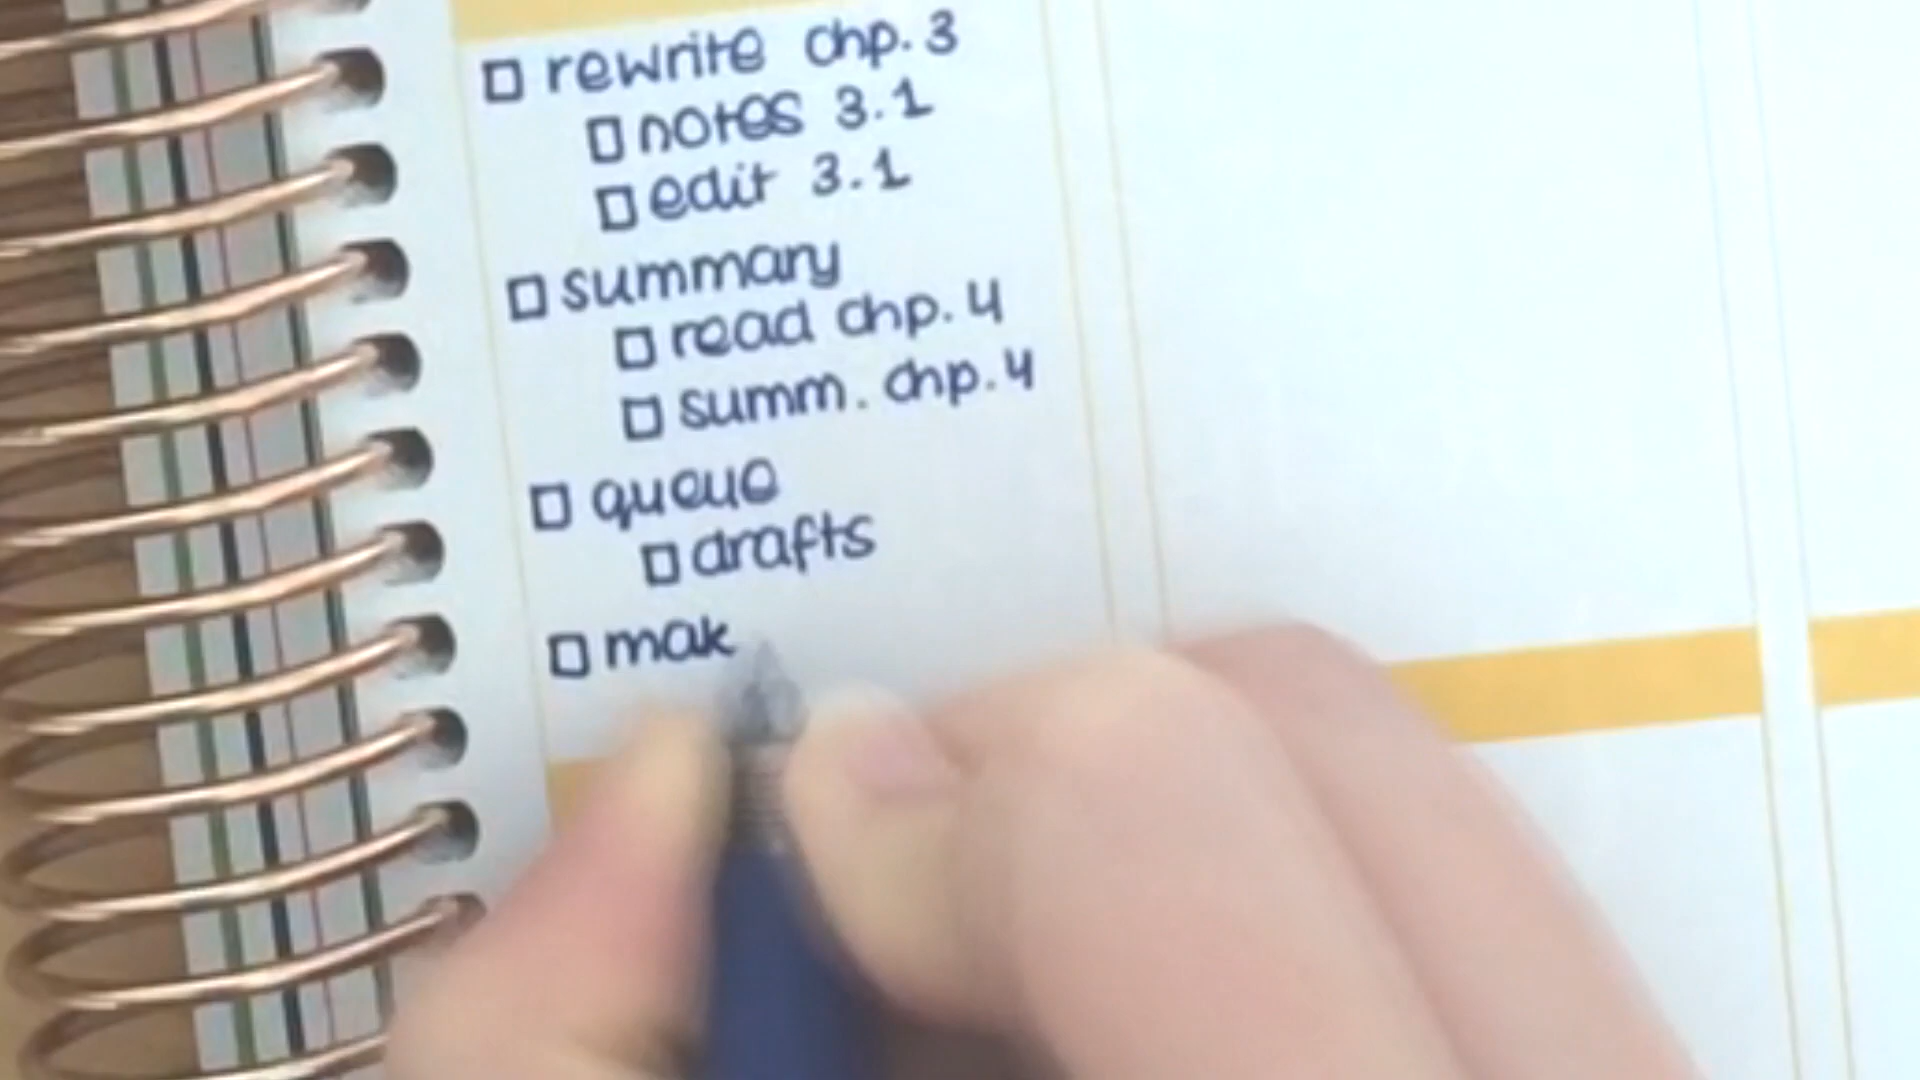 rewrite chp. 3
notes 3.1
edit 3.1
summary
read chp. 4
summ. chp. 4
queue
drafts
mak